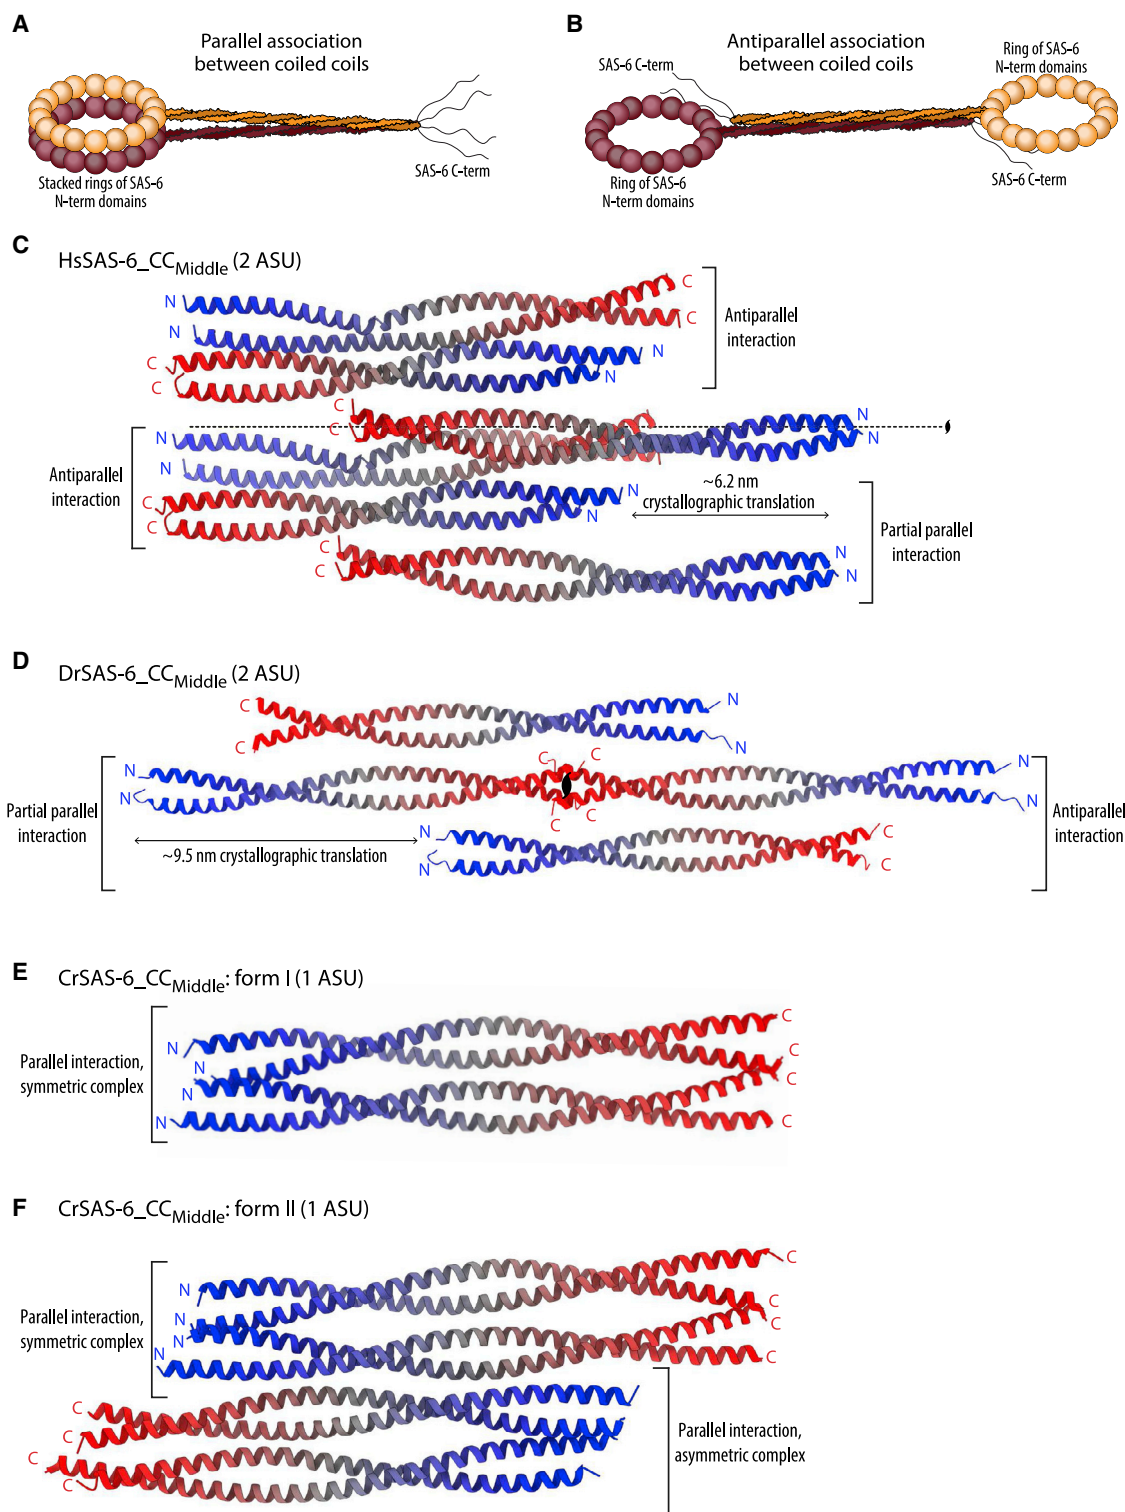 A
Parallel association
between coiled coils
Stacked rings of SAS-6
N-term domains
SAS-6 C-term
B
Antiparallel association
between coiled coils
SAS-6 C-term
Ring of SAS-6
N-term domains
Ring of SAS-6
N-term domains
SAS-6 C-term
C
HsSAS-6_CCMiddle (2 ASU)
N
C
N
C
N
C
C
N
Antiparallel
interaction
C
C
N
N
N
N
Antiparallel
interaction
C
C
N
N
~6.2 nm
crystallographic translation
Partial parallel
interaction
C
C
N
N
D
DrSAS-6_CCMiddle (2 ASU)
C
C
N
N
N
N
C
C
C
C
N
N
Partial parallel
interaction
~9.5 nm crystallographic translation
N
N
C
C
Antiparallel
interaction
E
CrSAS-6_CCMiddle: form I (1 ASU)
Parallel interaction,
symmetric complex
N
N
N
N
C
C
C
C
F
CrSAS-6_CCMiddle: form II (1 ASU)
Parallel interaction,
symmetric complex
N
N
N
N
C
C
C
C
C
C
C
C
Parallel interaction,
asymmetric complex